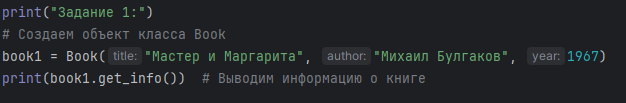 print("Задание 1:")
# Создаем объект класса Book
book1 = Book( title: "Мастер и Маргарита", author: "Михаил Булгаков", year: 1967)
print(book1.get_info())  # Выводим информацию о книге